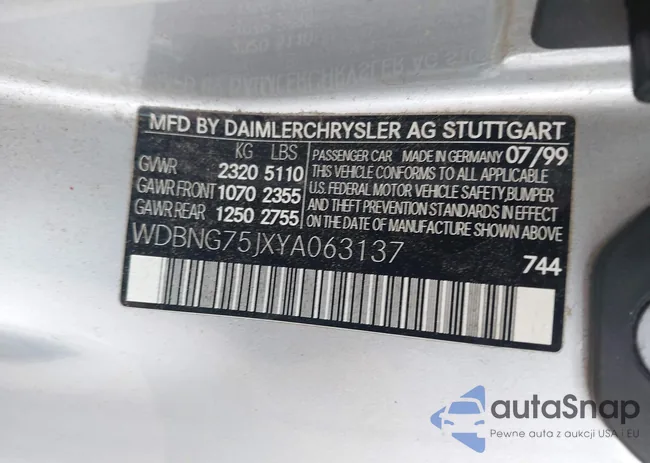 MFD BY DAIMLERCHRYSLER AG STUTTGART
KG LBS
GVWR 2320 5110
GAWR FRONT 1070 2355
GAWR REAR 1250 2755
PASSENGER CAR MADE IN GERMANY 07/99
THIS VEHICLE CONFORMS TO ALL APPLICABLE
U.S. FEDERAL MOTOR VEHICLE SAFETY, BUMPER
AND THEFT PREVENTION STANDARDS IN EFFECT
ON THE DATE OF MANUFACTURE SHOWN ABOVE.
WDBNG75JXYA063137
744
autoSnap
Pewne auta z aukcji USA i EU